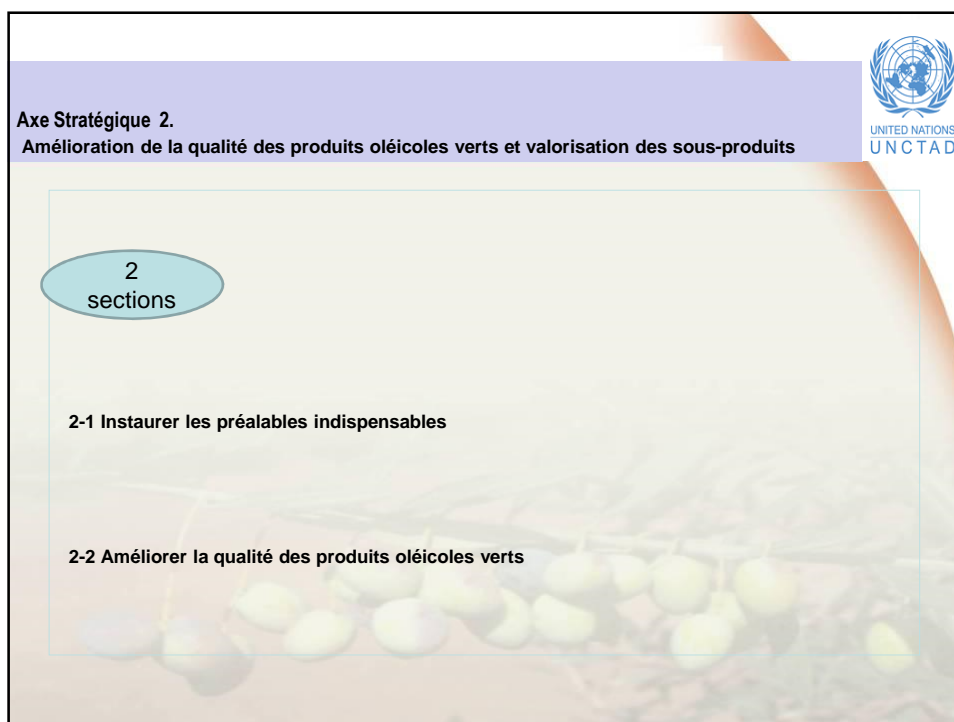 Axe Stratégique 2.
Amélioration de la qualité des produits oléicoles verts et valorisation des sous-produits
UNITED NATIONS
UNCTAD
2
sections
2-1 Instaurer les préalables indispensables
2-2 Améliorer la qualité des produits oléicoles verts